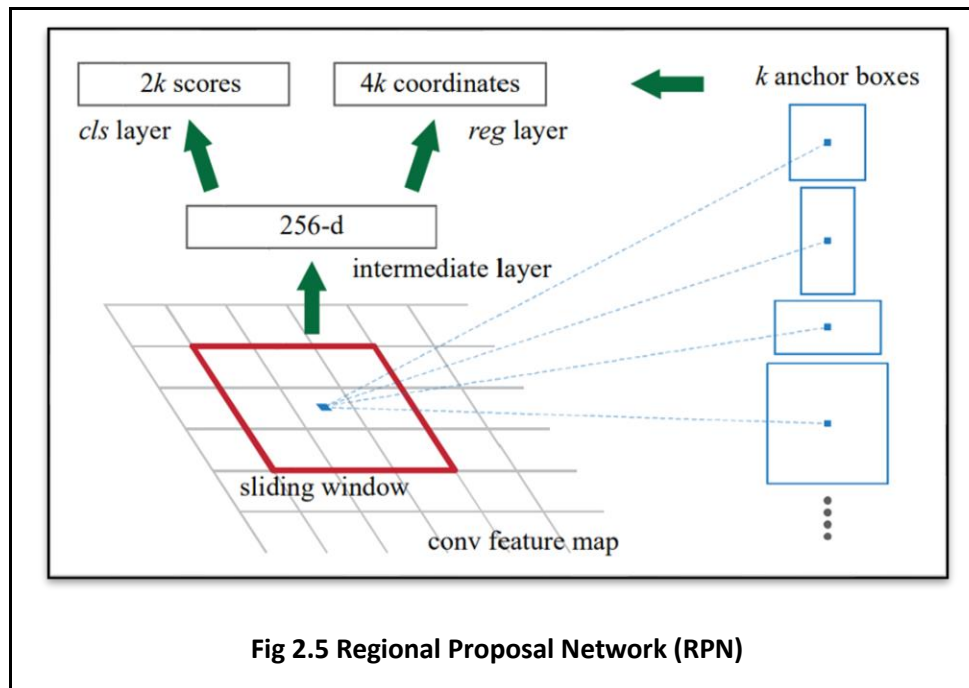 2k scores
4k coordinates
k anchor boxes
cls layer
reg layer
256-d
intermediate layer
sliding window
conv feature map
Fig 2.5 Regional Proposal Network (RPN)